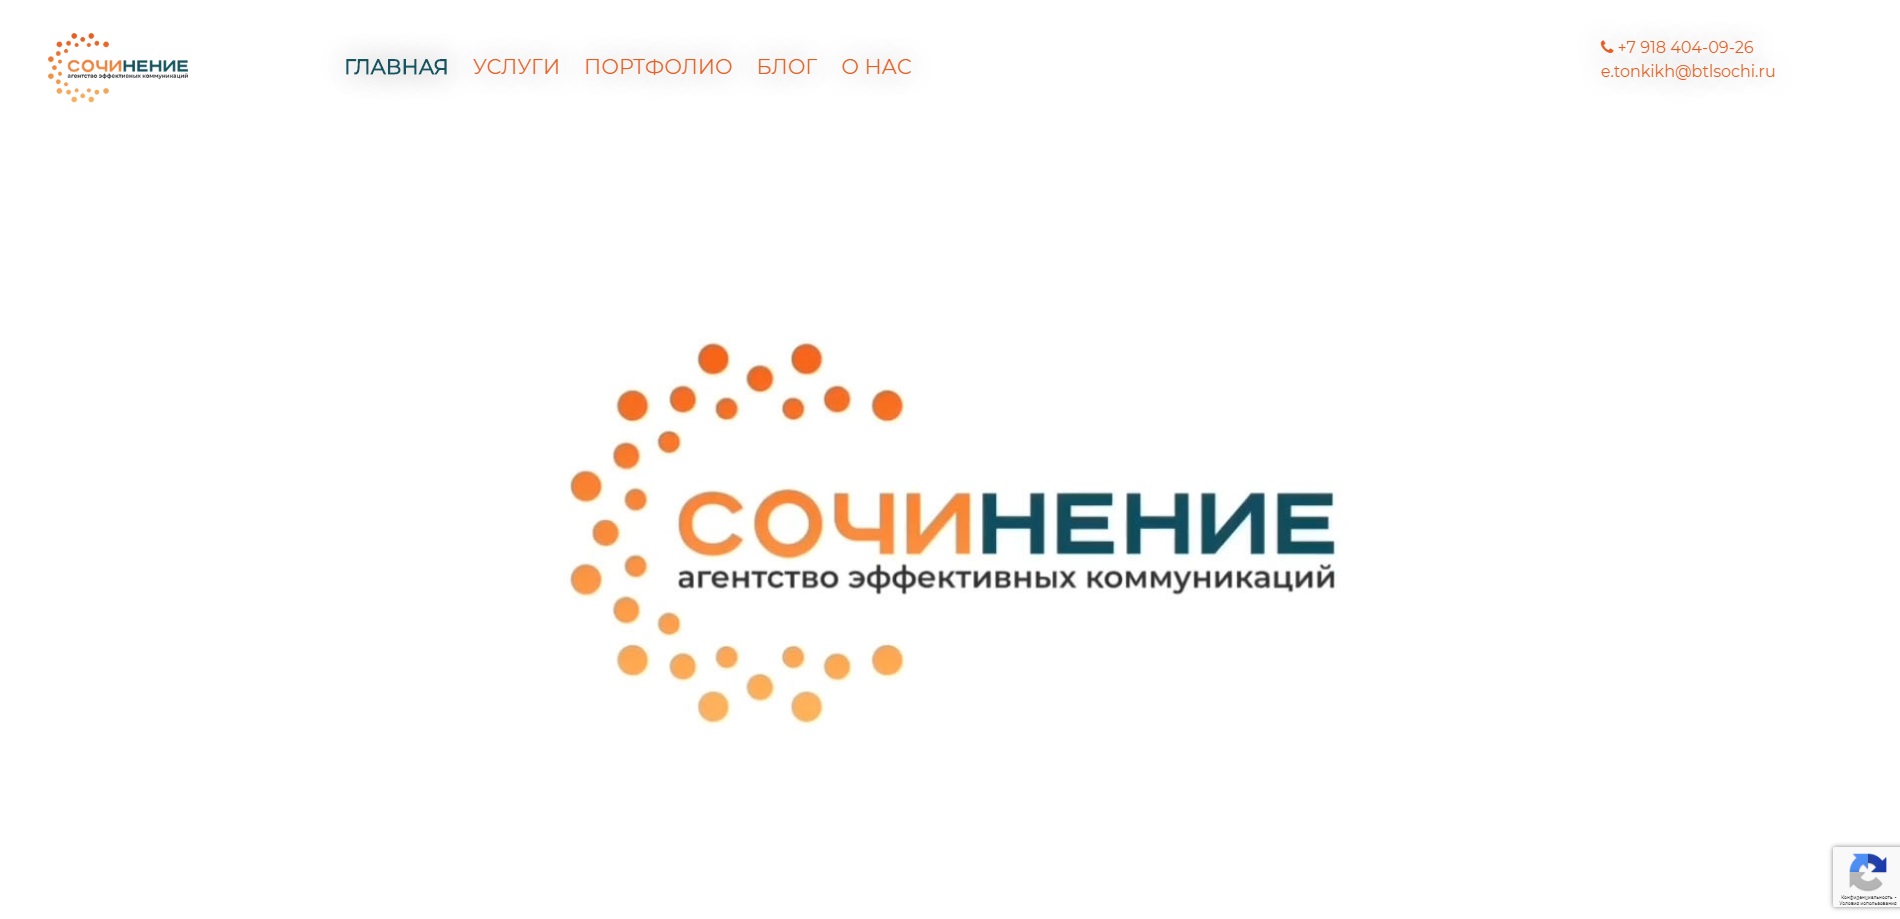 СОЧИНЕНИЕ
агентство эффективных коммуникаций
ГЛАВНАЯ УСЛУГИ ПОРТФОЛИО БЛОГ О НАС
+7 918 404-09-26
e.tonkikh@btlsochi.ru
СОЧИНЕНИЕ
агентство эффективных коммуникаций
Конфиденциальность -
Условия использования